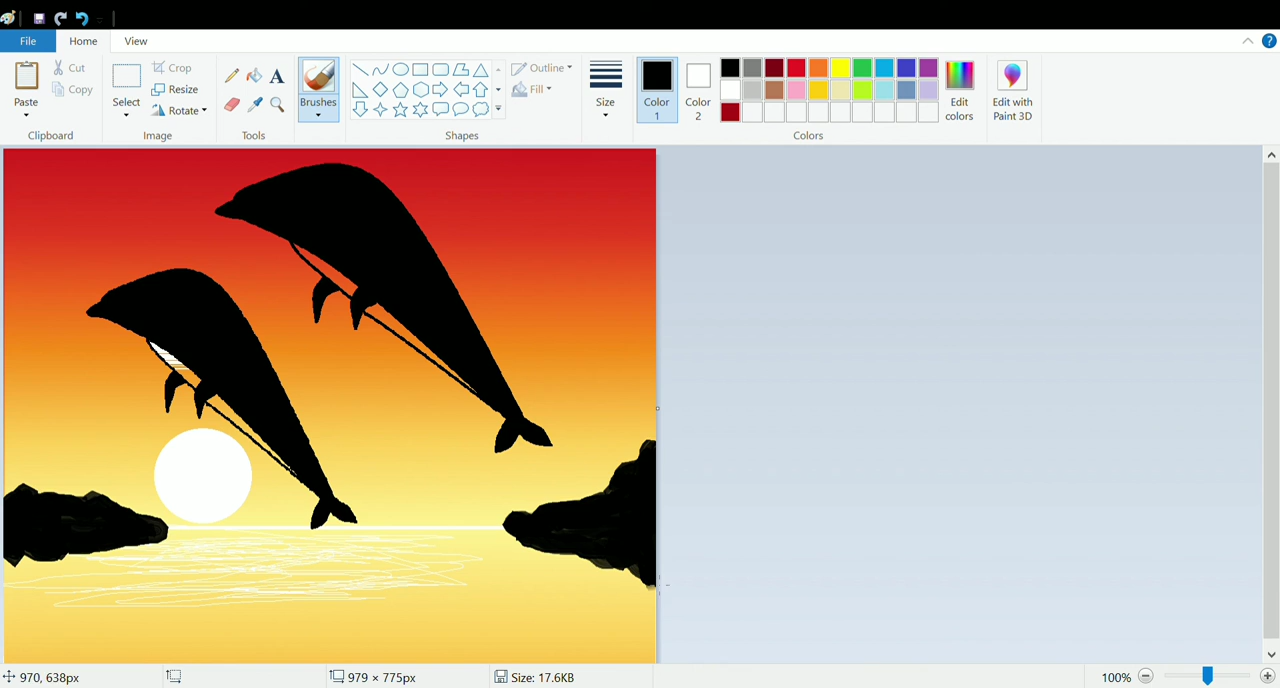 File Home View
Paste
Cut
Copy
Clipboard
Select
Crop
Resize
Rotate
Image
A
Tools
Brushes
Shapes
Outline
Fill
Size
Color
1
Color
2
Edit
colors
Colors
Edit with
Paint 3D
?
970, 638px
979 × 775px
Size: 17.6KB
100%